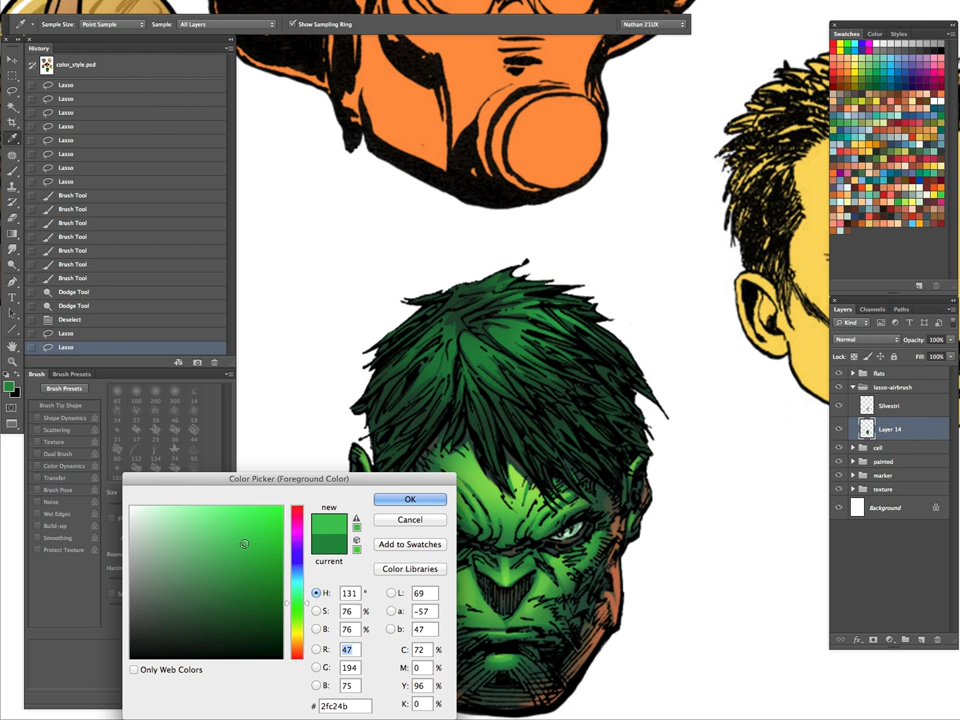 Sample Size: Point Sample Sample: All Layers Show Sampling Ring Nathan 21UX
History
color_style.psd
Lasso
Lasso
Lasso
Lasso
Lasso
Lasso
Lasso
Lasso
Brush Tool
Brush Tool
Brush Tool
Brush Tool
Brush Tool
Brush Tool
Brush Tool
Dodge Tool
Dodge Tool
Deselect
Lasso
Lasso
Brush Brush Presets
Brush Presets
Brush Tip Shape
Shape Dynamics
Scattering
Texture
Dual Brush
Color Dynamics
Transfer
Brush Pose
Noise
Wet Edges
Build-up
Smoothing
Protect Texture
Size
Color Picker (Foreground Color)
new
current
OK
Cancel
Add to Swatches
Color Libraries
H: 131 °
S: 76 %
B: 76 %
R: 47
G: 194
B: 75
# 2fc24b
L: 69
a: -57
b: 47
C: 72 %
M: 0 %
Y: 96 %
K: 0 %
Only Web Colors
Swatches Color Styles
Layers Channels Paths
Kind
Normal Opacity: 100%
Lock: Fill: 100%
flats
lasso-airbrush
Silvestri
Layer 14
cell
painted
marker
texture
Background